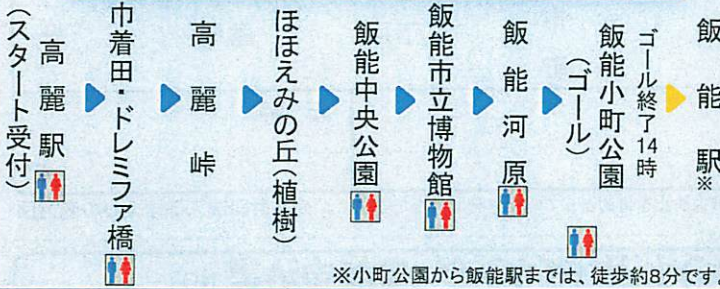 高麗駅
(スタート受付)
巾着田・ドレミファ橋
高麗峠
ほほえみの丘(植樹)
飯能中央公園
飯能市立博物館
飯能河原
ゴール終了14時
飯能小町公園
(ゴール)
飯能駅※
※小町公園から飯能駅までは、徒歩約8分です。